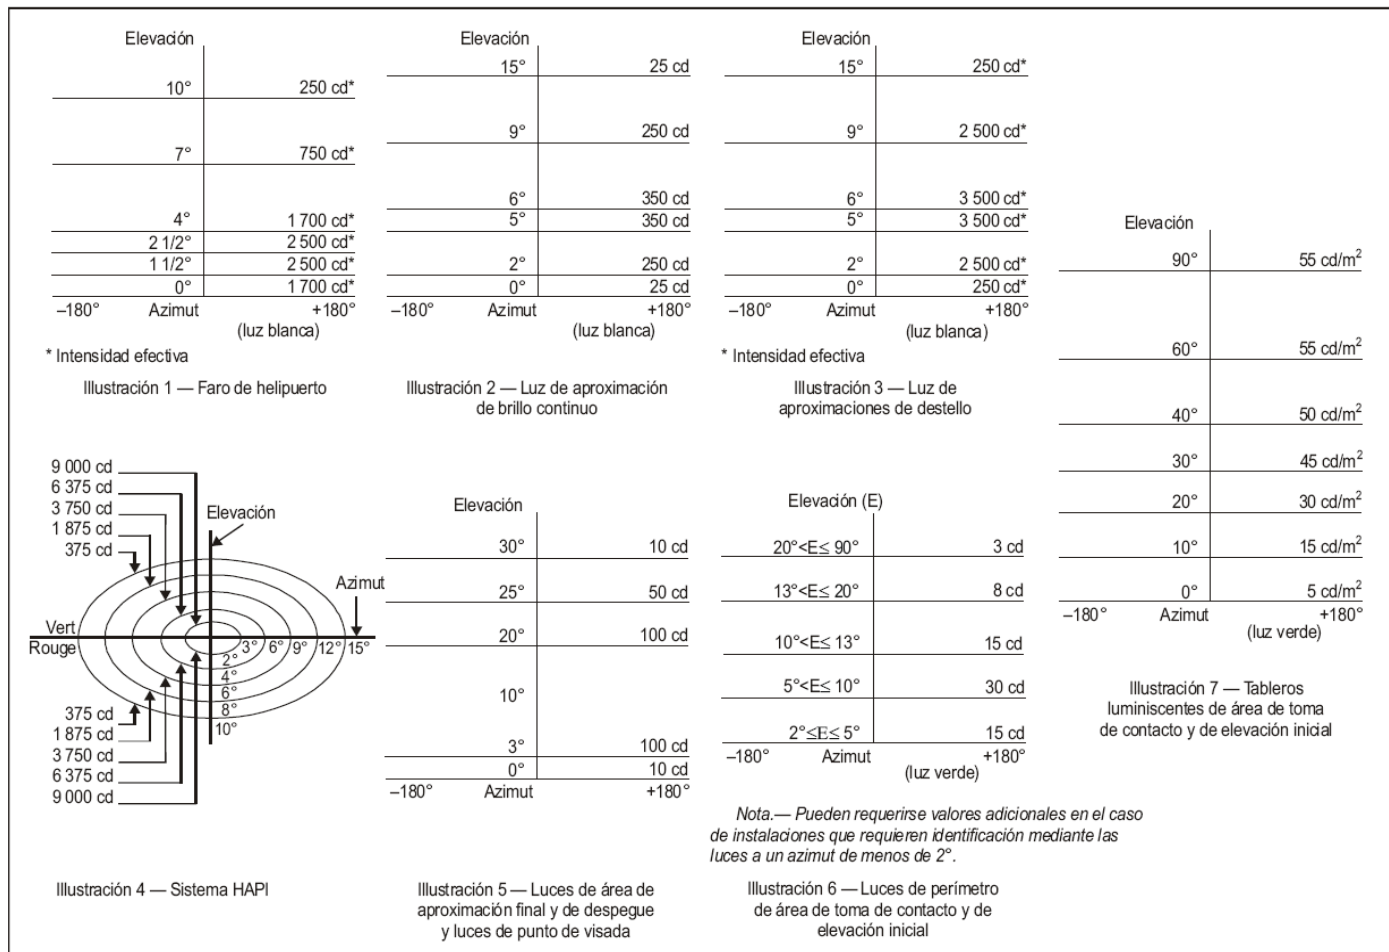 Elevación
10° 250 cd*
7° 750 cd*
4° 1 700 cd*
2 1/2° 2 500 cd*
1 1/2° 2 500 cd*
0° 1 700 cd*
–180° Azimut +180°
(luz blanca)
* Intensidad efectiva
Illustración 1 — Faro de helipuerto
Elevación
15° 25 cd
9° 250 cd
6° 350 cd
5° 350 cd
2° 250 cd
0° 25 cd
–180° Azimut +180°
(luz blanca)
Illustración 2 — Luz de aproximación
de brillo continuo
Elevación
15° 250 cd*
9° 2 500 cd*
6° 3 500 cd*
5° 3 500 cd*
2° 2 500 cd*
0° 250 cd*
–180° Azimut +180°
(luz blanca)
* Intensidad efectiva
Illustración 3 — Luz de
aproximaciones de destello
9 000 cd
6 375 cd
3 750 cd
1 875 cd
375 cd
Elevación
Azimut
Vert
Rouge
3° 6° 9° 12° 15°
2°
4°
6°
8°
10°
375 cd
1 875 cd
3 750 cd
6 375 cd
9 000 cd
Illustración 4 — Sistema HAPI
Elevación
30° 10 cd
25° 50 cd
20° 100 cd
10°
3° 100 cd
0° 10 cd
–180° Azimut +180°
Illustración 5 — Luces de área de
aproximación final y de despegue
y luces de punto de visada
Elevación (E)
20°<E≤ 90° 3 cd
13°<E≤ 20° 8 cd
10°<E≤ 13° 15 cd
5°<E≤ 10° 30 cd
2°≤E≤ 5° 15 cd
–180° Azimut +180°
(luz verde)
Nota.— Pueden requerirse valores adicionales en el caso
de instalaciones que requieren identificación mediante las
luces a un azimut de menos de 2°.
Illustración 6 — Luces de perímetro
de área de toma de contacto y de
elevación inicial
Elevación
90° 55 cd/m²
60° 55 cd/m²
40° 50 cd/m²
30° 45 cd/m²
20° 30 cd/m²
10° 15 cd/m²
0° 5 cd/m²
–180° Azimut +180°
(luz verde)
Illustración 7 — Tableros
luminiscentes de área de toma
de contacto y de elevación inicial